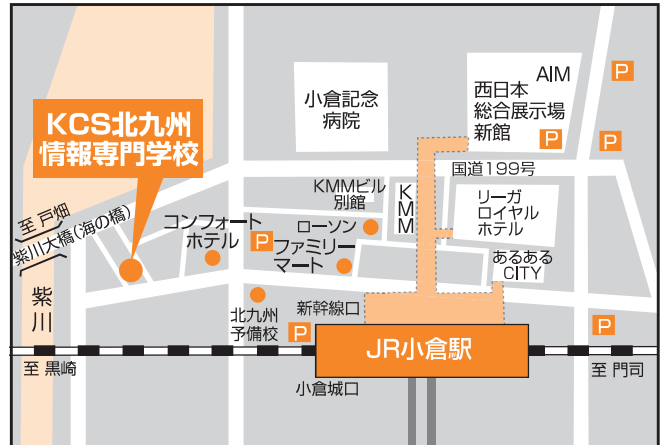 AIM
西日本
総合展示場
新館
P
P
P
小倉記念
病院
KCS北九州
情報専門学校
国道199号
KMMビル
別館
KMM
リーガ
ロイヤル
ホテル
至 戸畑
紫川大橋(海の橋)
コンフォート
ホテル
P
ローソン
ファミリー
マート
あるある
CITY
紫川
北九州
予備校
新幹線口
P
P
JR小倉駅
至 黒崎
至 門司
小倉城口